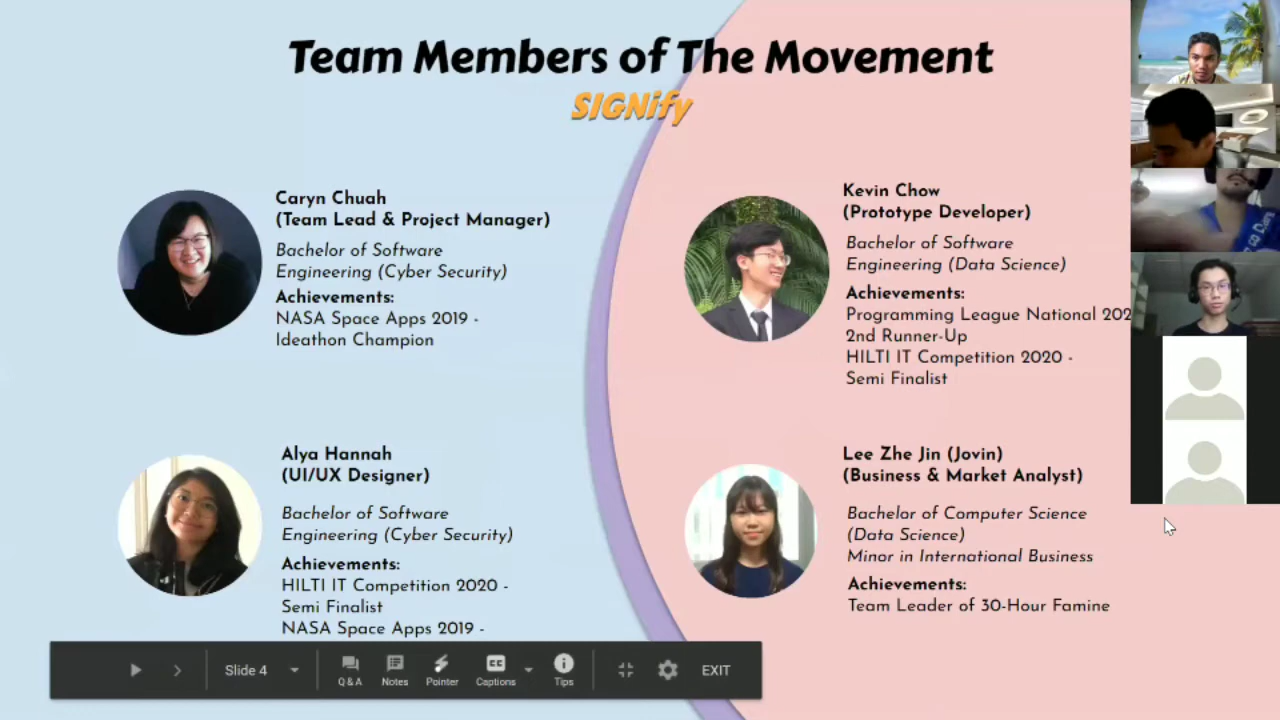 Team Members of The Movement
SIGNify
Caryn Chuah
(Team Lead & Project Manager)
Bachelor of Software
Engineering (Cyber Security)
Achievements:
NASA Space Apps 2019 -
Ideathon Champion
Kevin Chow
(Prototype Developer)
Bachelor of Software
Engineering (Data Science)
Achievements:
Programming League National 202
2nd Runner-Up
HILTI IT Competition 2020 -
Semi Finalist
Alya Hannah
(UI/UX Designer)
Bachelor of Software
Engineering (Cyber Security)
Achievements:
HILTI IT Competition 2020 -
Semi Finalist
NASA Space Apps 2019 -
Lee Zhe Jin (Jovin)
(Business & Market Analyst)
Bachelor of Computer Science
(Data Science)
Minor in International Business
Achievements:
Team Leader of 30-Hour Famine
Slide 4
Q&A
Notes
Pointer
CC
Captions
Tips
EXIT